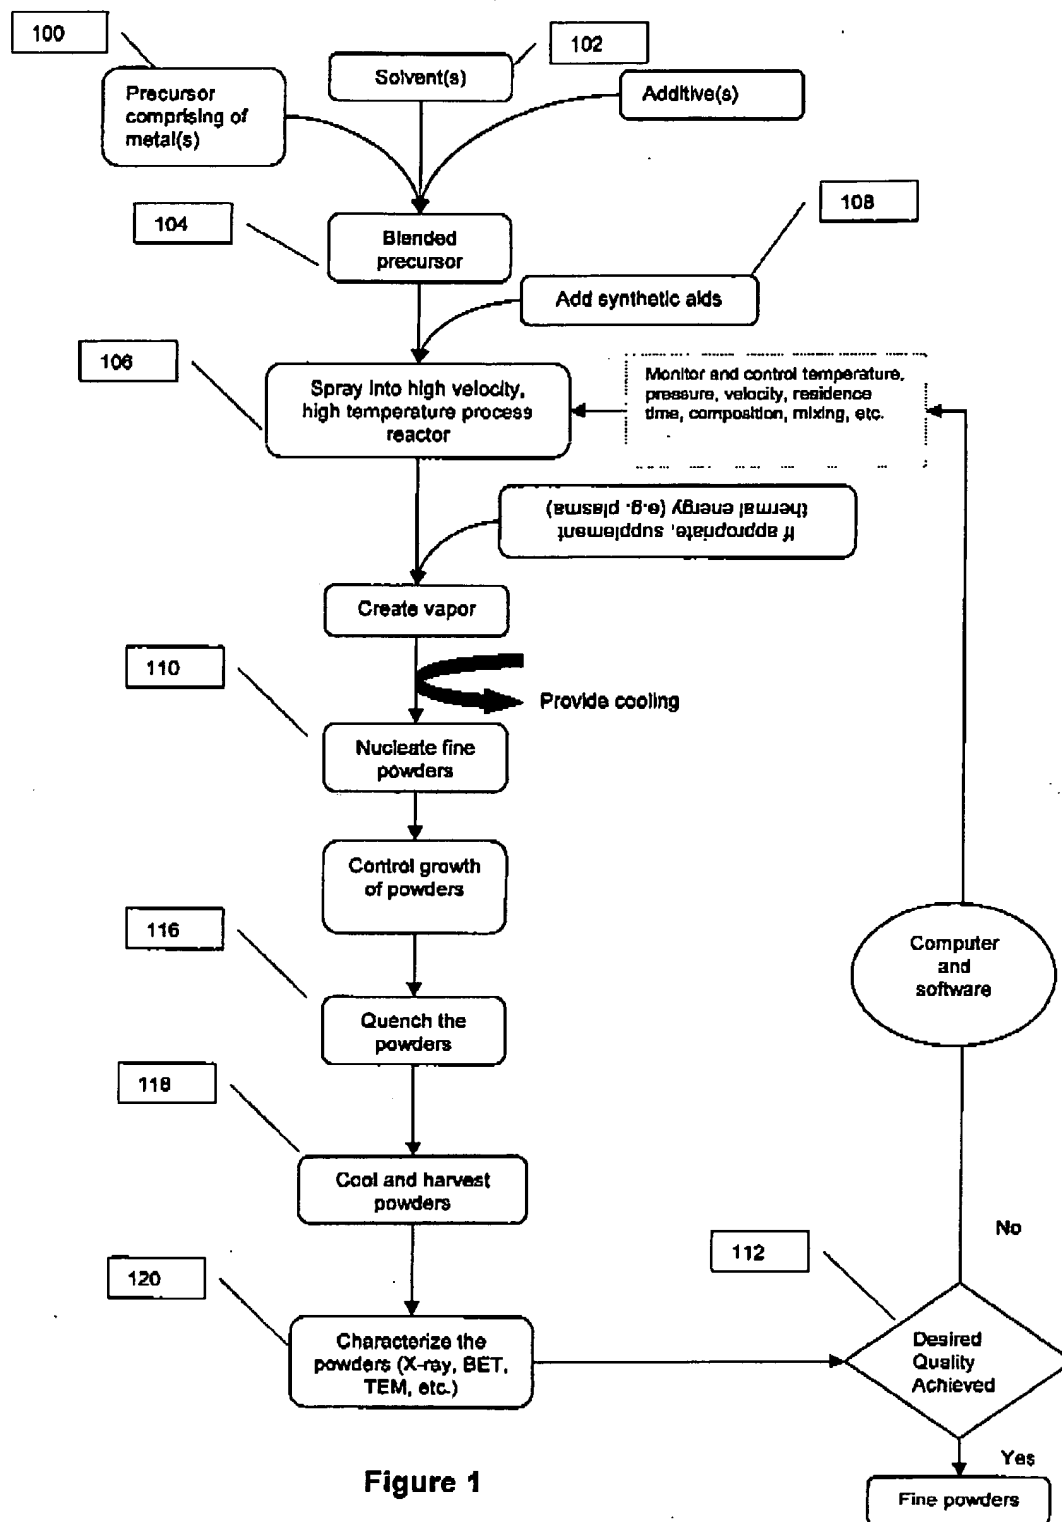 100
102
Solvent(s)
Precursor
comprising of
metal(s)
Additive(s)
104
108
Blended
precursor
Add synthetic aids
106
Spray into high velocity,
high temperature process
reactor
Monitor and control temperature,
pressure, velocity, residence
time, composition, mixing, etc.
If appropriate, supplement
thermal energy (e.g. plasma)
Create vapor
110
Provide cooling
Nucleate fine
powders
Control growth
of powders
116
Computer
and
software
Quench the
powders
118
Cool and harvest
powders
No
112
120
Characterize the
powders (X-ray, BET,
TEM, etc.)
Desired
Quality
Achieved
Yes
Figure 1
Fine powders